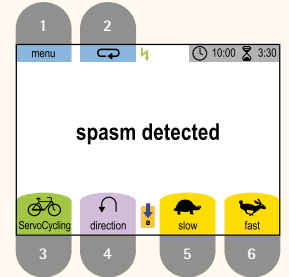 1 2
menu 10:00 3:30
spasm detected
ServoCycling direction slow fast
3 4 5 6